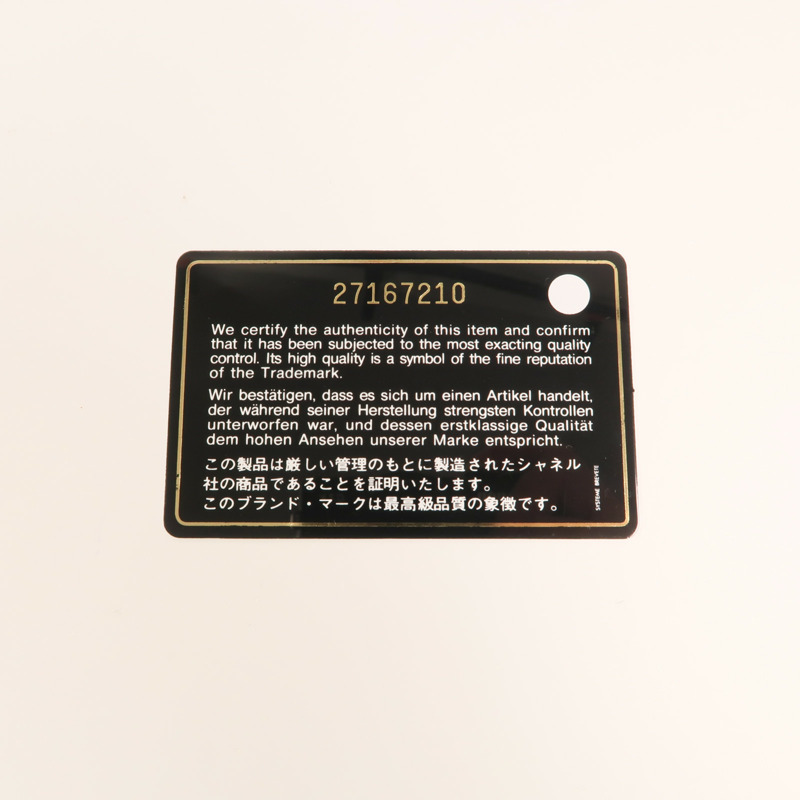 27167210
We certify the authenticity of this item and confirm
that it has been subjected to the most exacting quality
control. Its high quality is a symbol of the fine reputation
of the Trademark.
Wir bestätigen, dass es sich um einen Artikel handelt,
der während seiner Herstellung strengsten Kontrollen
unterworfen war, und dessen erstklassige Qualität
dem hohen Ansehen unserer Marke entspricht.
この製品は厳しい管理のもとに製造されたシャネル
社の商品であることを証明いたします。
このブランド・マークは最高級品質の象徴です。
SYSTEME BREVETE